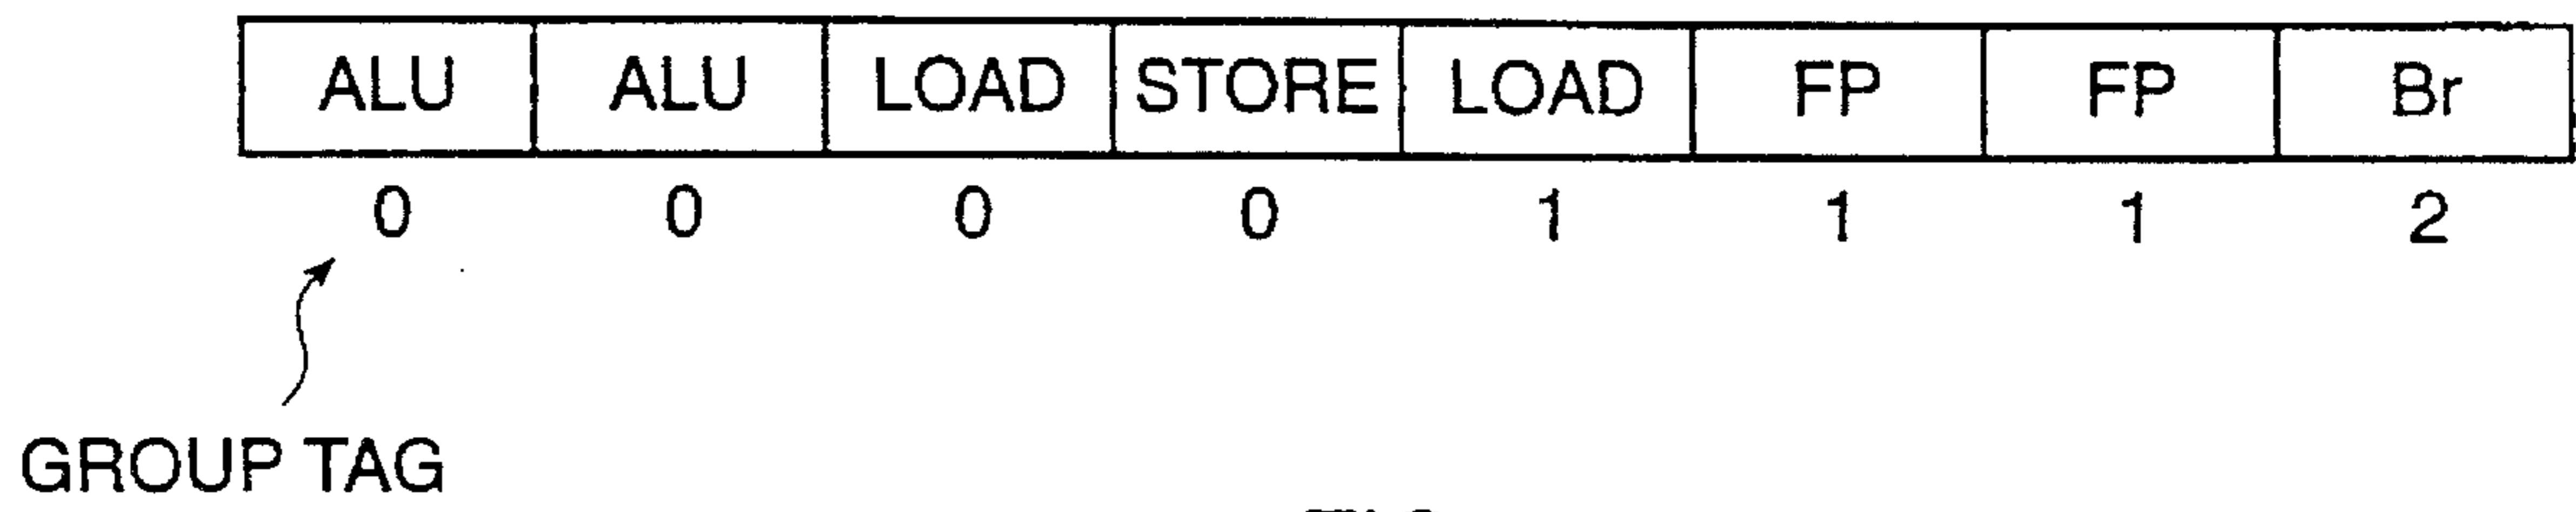 ALU ALU LOAD STORE LOAD FP FP Br
0 0 0 0 1 1 1 2
GROUP TAG